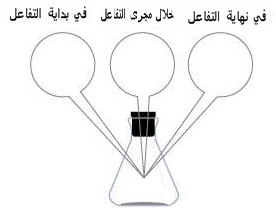 في بداية التفاعل
خلال مجرى التفاعل
في نهاية التفاعل